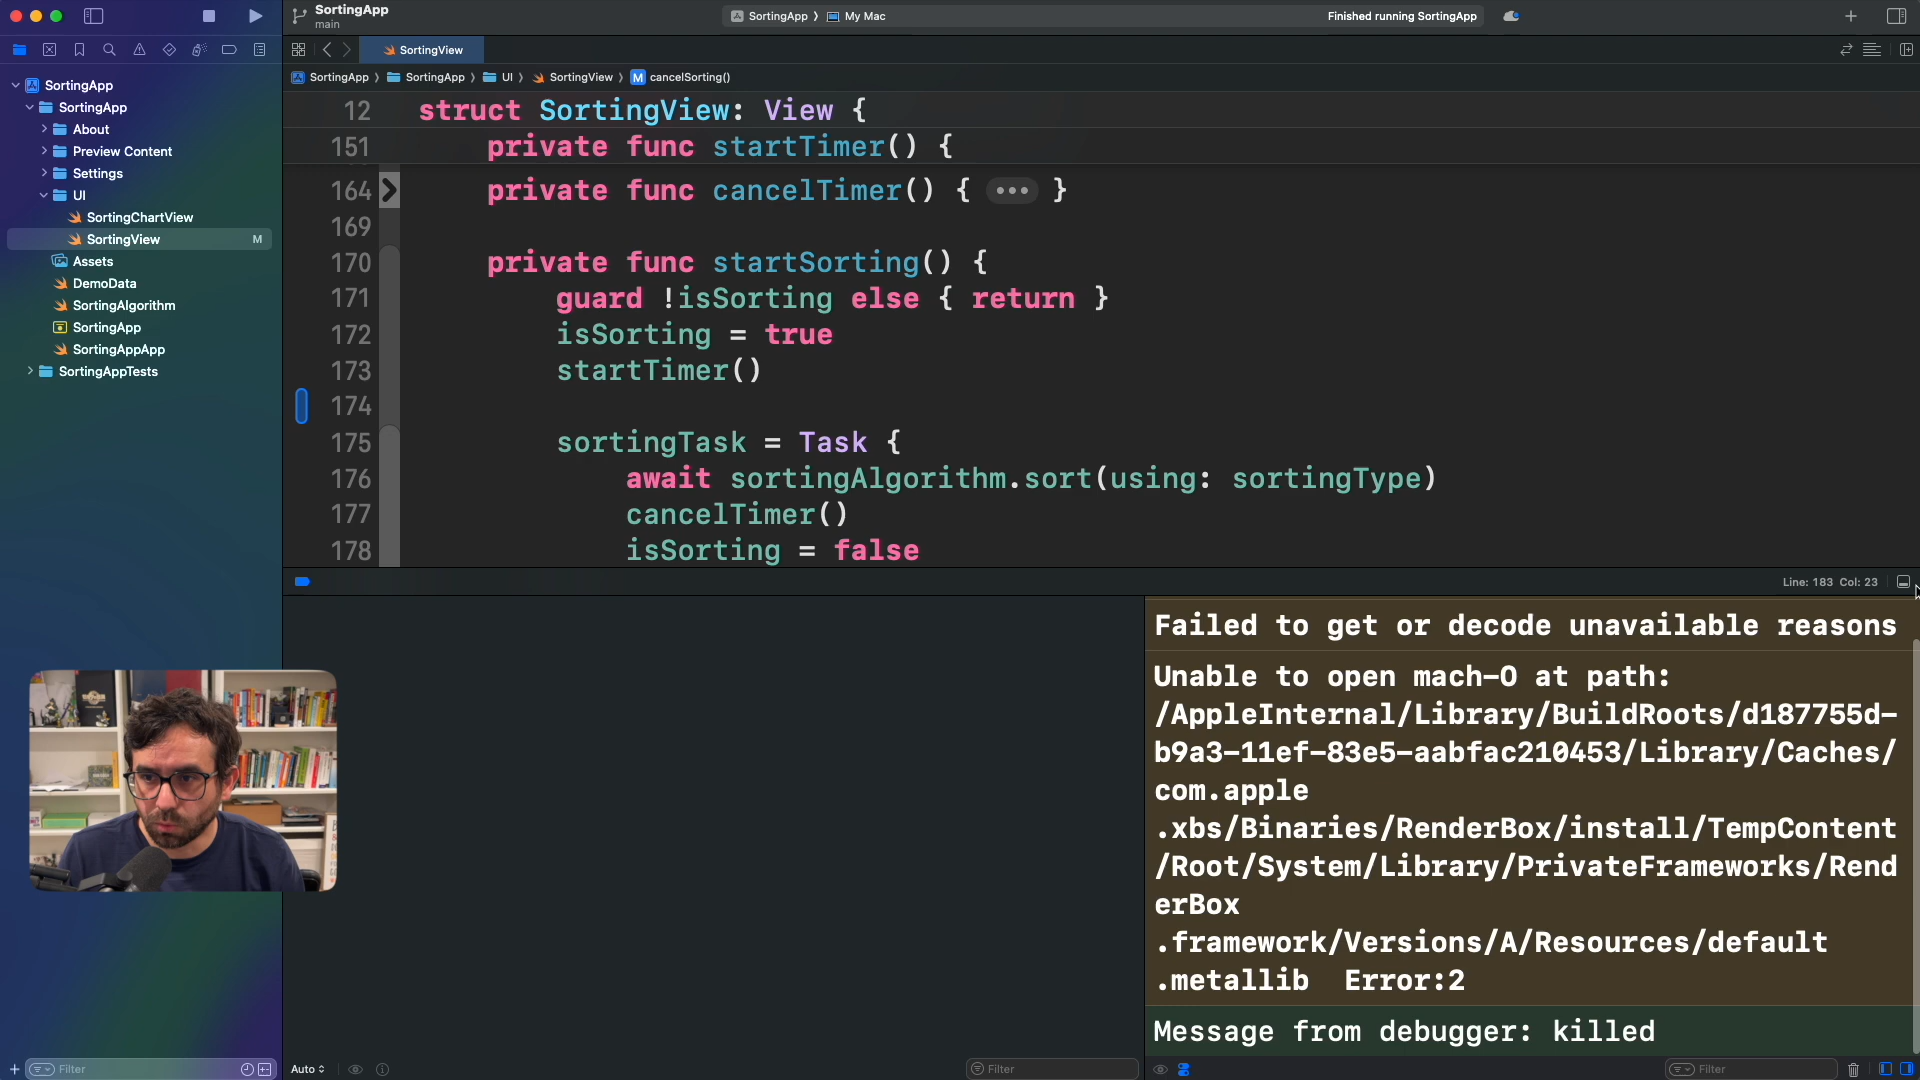 SortingApp
main
SortingApp 〉 My Mac
Finished running SortingApp
SortingView
SortingApp 〉 SortingApp 〉 UI 〉 SortingView 〉 M cancelSorting()
SortingApp
SortingApp
About
Preview Content
Settings
UI
SortingChartView
SortingView M
Assets
DemoData
SortingAlgorithm
SortingApp
SortingAppApp
SortingAppTests
Filter
12 struct SortingView: View {
151 private func startTimer() {
164 private func cancelTimer() { ••• }
169
170 private func startSorting() {
171 guard !isSorting else { return }
172 isSorting = true
173 startTimer()
174
175 sortingTask = Task {
176 await sortingAlgorithm.sort(using: sortingType)
177 cancelTimer()
178 isSorting = false
Line: 183 Col: 23
Failed to get or decode unavailable reasons
Unable to open mach-O at path:
/AppleInternal/Library/BuildRoots/d187755d-
b9a3-11ef-83e5-aabfac210453/Library/Caches/
com.apple
.xbs/Binaries/RenderBox/install/TempContent
/Root/System/Library/PrivateFrameworks/Rend
erBox
.framework/Versions/A/Resources/default
.metallib Error:2
Message from debugger: killed
Auto
Filter
Filter